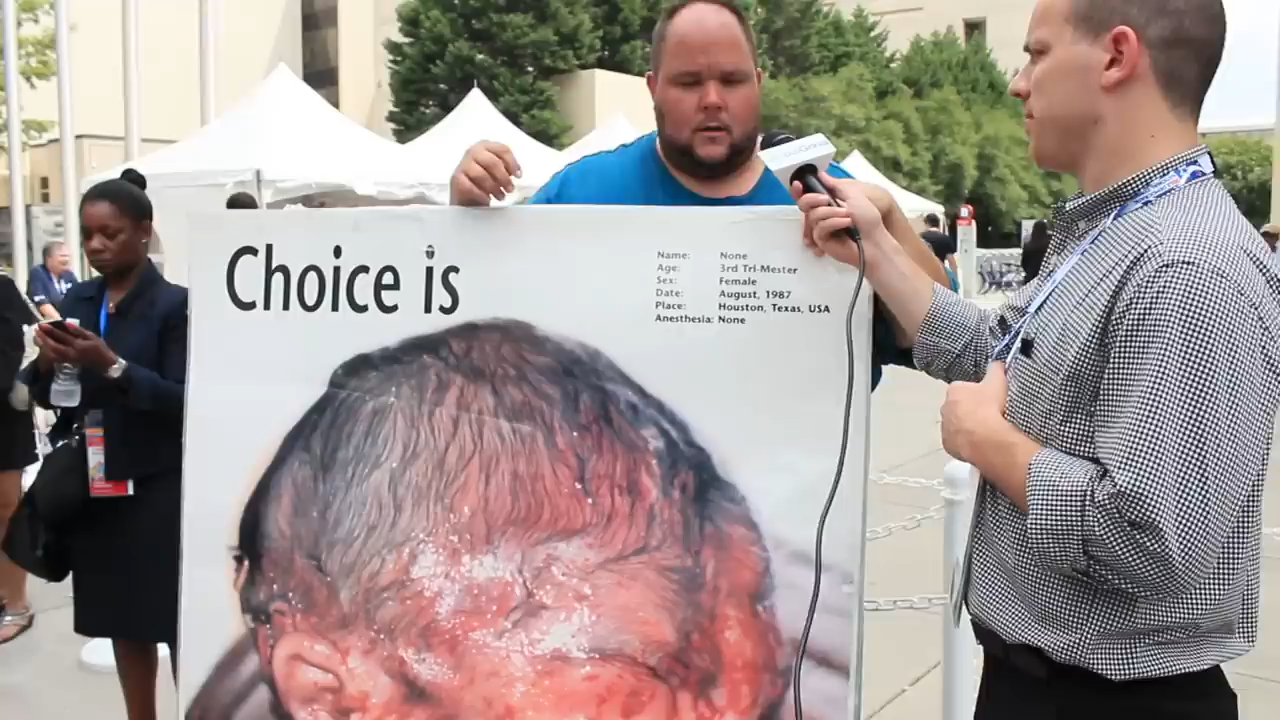 Choice is
Name: None
Age: 3rd Tri-Mester
Sex: Female
Date: August, 1987
Place: Houston, Texas, USA
Anesthesia: None